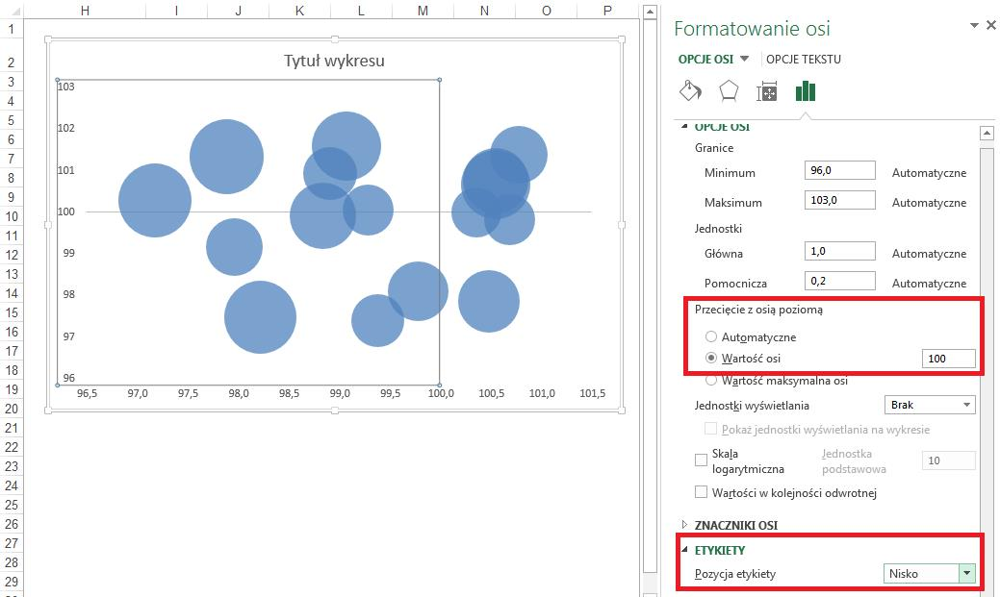 H I J K L M N O P
1
2
3
4
5
6
7
8
9
10
11
12
13
14
15
16
17
18
19
20
21
22
23
24
25
26
27
28
29
Tytuł wykresu
103
102
101
100
99
98
97
96
96,5 97,0 97,5 98,0 98,5 99,0 99,5 100,0 100,5 101,0 101,5
Formatowanie osi
OPCJE OSI OPCJE TEKSTU
OPCJE OSI
Granice
Minimum 96,0 Automatyczne
Maksimum 103,0 Automatyczne
Jednostki
Główna 1,0 Automatyczne
Pomocnicza 0,2 Automatyczne
Przecięcie z osią poziomą
Automatyczne
Wartość osi 100
Wartość maksymalna osi
Jednostki wyświetlania Brak
Pokaż jednostki wyświetlania na wykresie
Skala logarytmiczna Jednostka podstawowa 10
Wartości w kolejności odwrotnej
ZNACZNIKI OSI
ETYKIETY
Pozycja etykiety Nisko